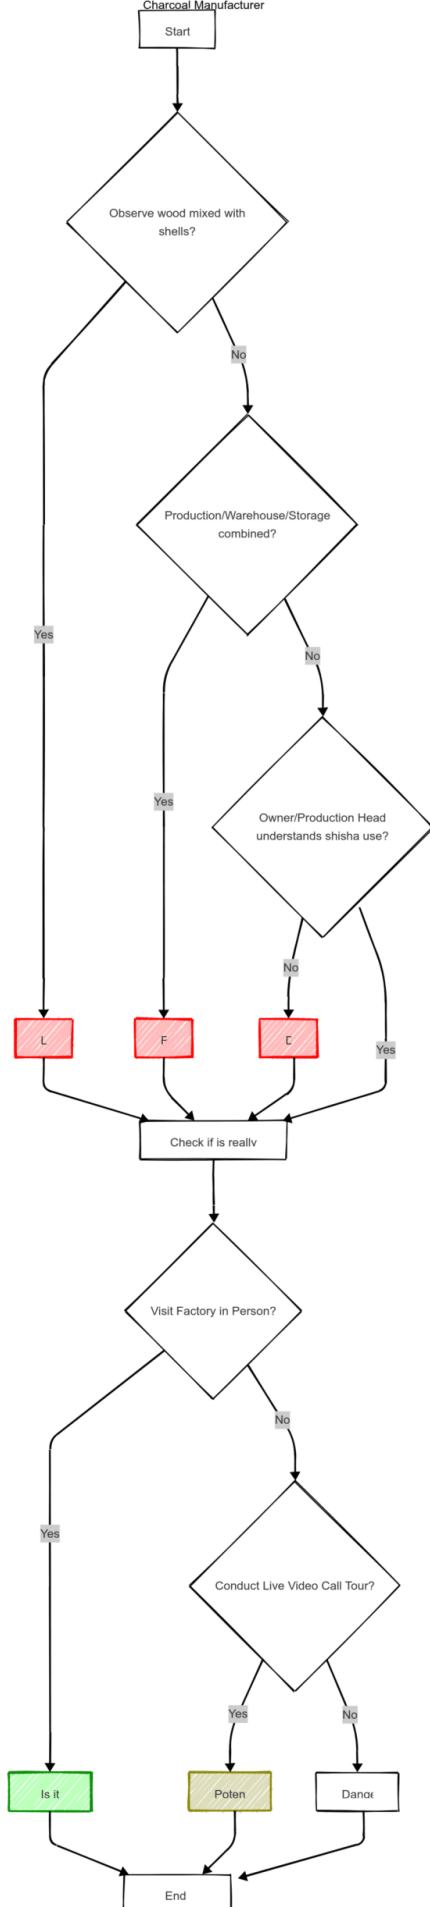 Charcoal Manufacturer
Start
Observe wood mixed with
shells?
No
Production/Warehouse/Storage
combined?
Yes
No
Yes
Owner/Production Head
understands shisha use?
No
L
F
Yes
Check if is really
Visit Factory in Person?
No
Yes
Conduct Live Video Call Tour?
Yes
No
Is it
Poten
Dange
End